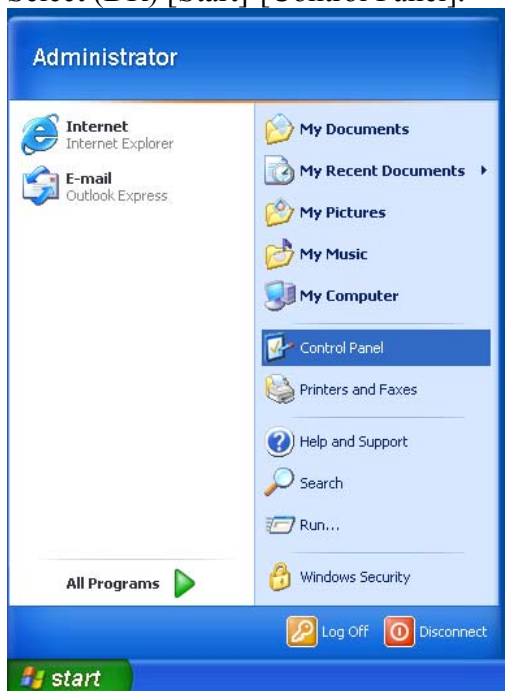 Select (DK) [Start]-[Control Panel].
Administrator
Internet
Internet Explorer
E-mail
Outlook Express
All Programs
My Documents
My Recent Documents
My Pictures
My Music
My Computer
Control Panel
Printers and Faxes
Help and Support
Search
Run...
Windows Security
Log Off Disconnect
start